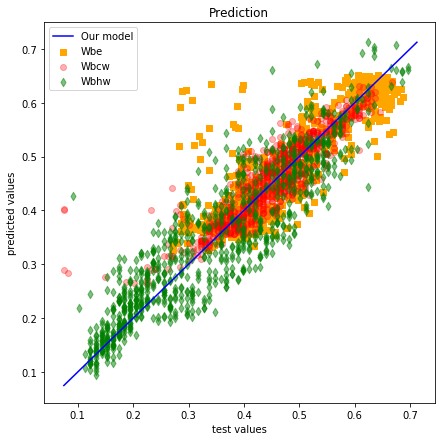 Prediction
Our model
Wbe
Wbcw
Wbhw
predicted values
0.7
0.6
0.5
0.4
0.3
0.2
0.1
0.1 0.2 0.3 0.4 0.5 0.6 0.7
test values